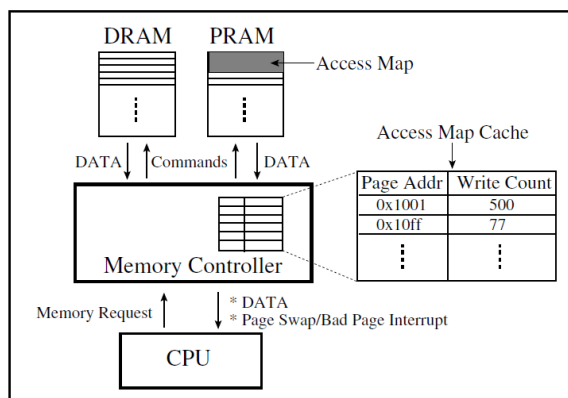 DRAM PRAM
Access Map
Access Map Cache
DATA Commands DATA
Page Addr Write Count
0x1001 500
0x10ff 77
Memory Controller
Memory Request
* DATA
* Page Swap/Bad Page Interrupt
CPU